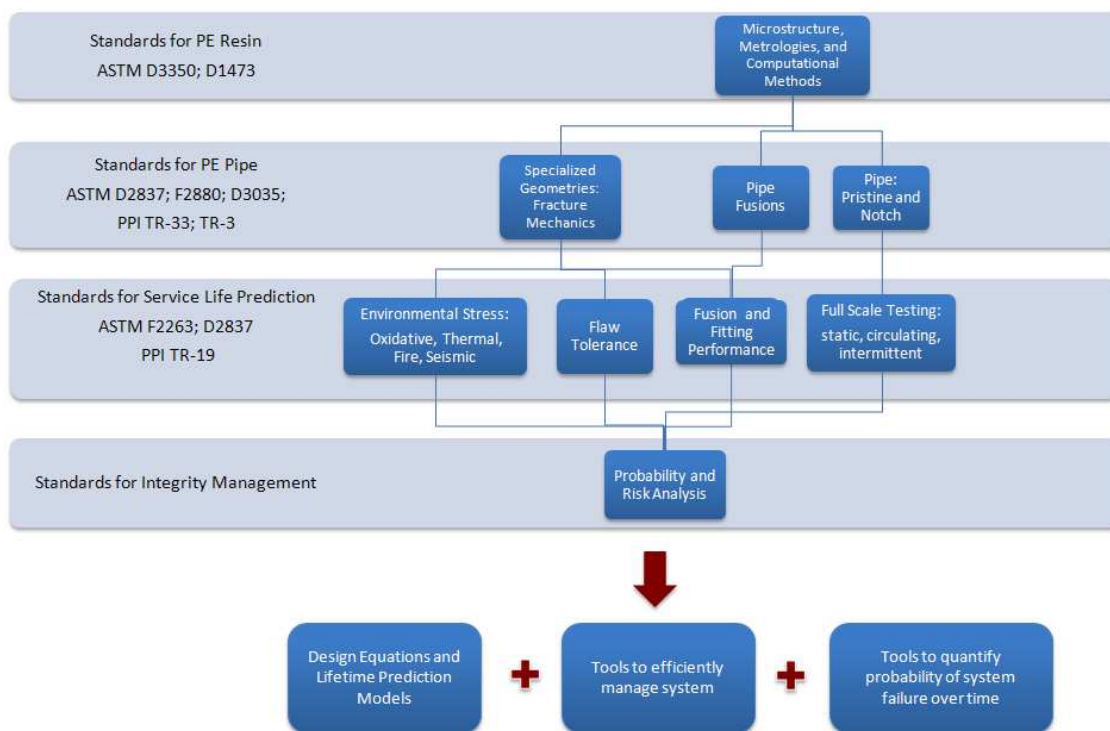 Standards for PE Resin
ASTM D3350; D1473
Microstructure,
Metrologies, and
Computational
Methods
Standards for PE Pipe
ASTM D2837; F2880; D3035;
PPI TR-33; TR-3
Specialized
Geometries:
Fracture
Mechanics
Pipe
Fusions
Pipe:
Pristine and
Notch
Standards for Service Life Prediction
ASTM F2263; D2837
PPI TR-19
Environmental Stress:
Oxidative, Thermal,
Fire, Seismic
Flaw
Tolerance
Fusion and
Fitting
Performance
Full Scale Testing:
static, circulating,
intermittent
Standards for Integrity Management
Probability and
Risk Analysis
Design Equations and
Lifetime Prediction
Models
Tools to efficiently
manage system
Tools to quantify
probability of system
failure over time